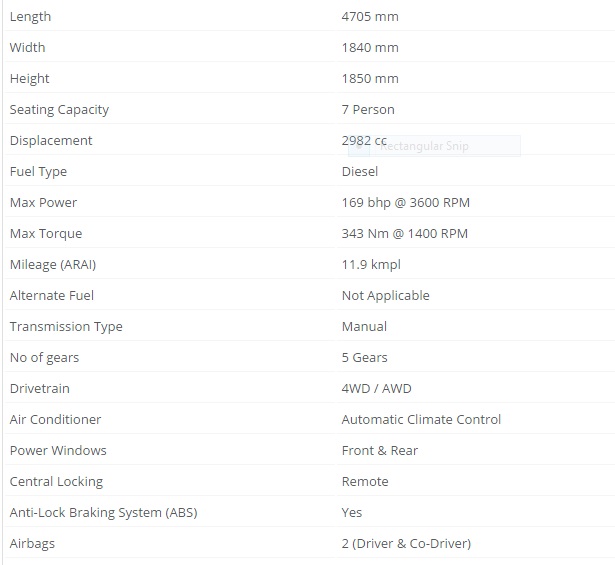 Length 4705 mm
Width 1840 mm
Height 1850 mm
Seating Capacity 7 Person
Displacement 2982 cc
Rectangular Snip
Fuel Type Diesel
Max Power 169 bhp @ 3600 RPM
Max Torque 343 Nm @ 1400 RPM
Mileage (ARAI) 11.9 kmpl
Alternate Fuel Not Applicable
Transmission Type Manual
No of gears 5 Gears
Drivetrain 4WD / AWD
Air Conditioner Automatic Climate Control
Power Windows Front & Rear
Central Locking Remote
Anti-Lock Braking System (ABS) Yes
Airbags 2 (Driver & Co-Driver)